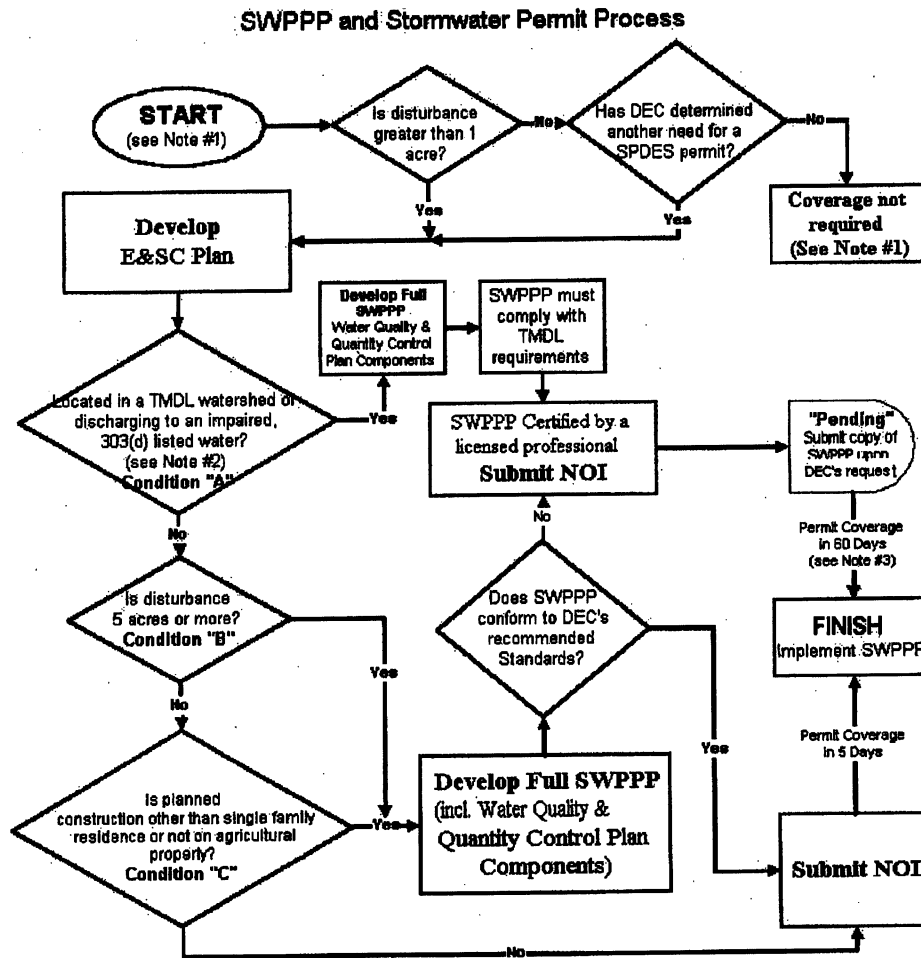 SWPPP and Stormwater Permit Process
START
(see Note #1)
Is disturbance
greater than 1
acre?
No
Has DEC determined
another need for a
SPDES permit?
No
Yes
Yes
Coverage not
required
(See Note #1)
Develop
E&SC Plan
Develop Full
SWPPP
Water Quality &
Quantity Control
Plan Components
SWPPP must
comply with
TMDL
requirements
Located in a TMDL watershed or
discharging to an impaired,
303(d) listed water?
(see Note #2)
Condition "A"
Yes
SWPPP Certified by a
licensed professional
Submit NOI
"Pending"
Submit copy of
SWPPP upon
DEC's request
No
No
Permit Coverage
in 60 Days
(see Note #3)
Is disturbance
5 acres or more?
Condition "B"
Does SWPPP
conform to DEC's
recommended
Standards?
FINISH
Implement SWPPP
Yes
No
Yes
Permit Coverage
in 5 Days
Is planned
construction other than single family
residence or not on agricultural
property?
Condition "C"
Yes
Develop Full SWPPP
(incl. Water Quality &
Quantity Control Plan
Components)
Submit NOI
No